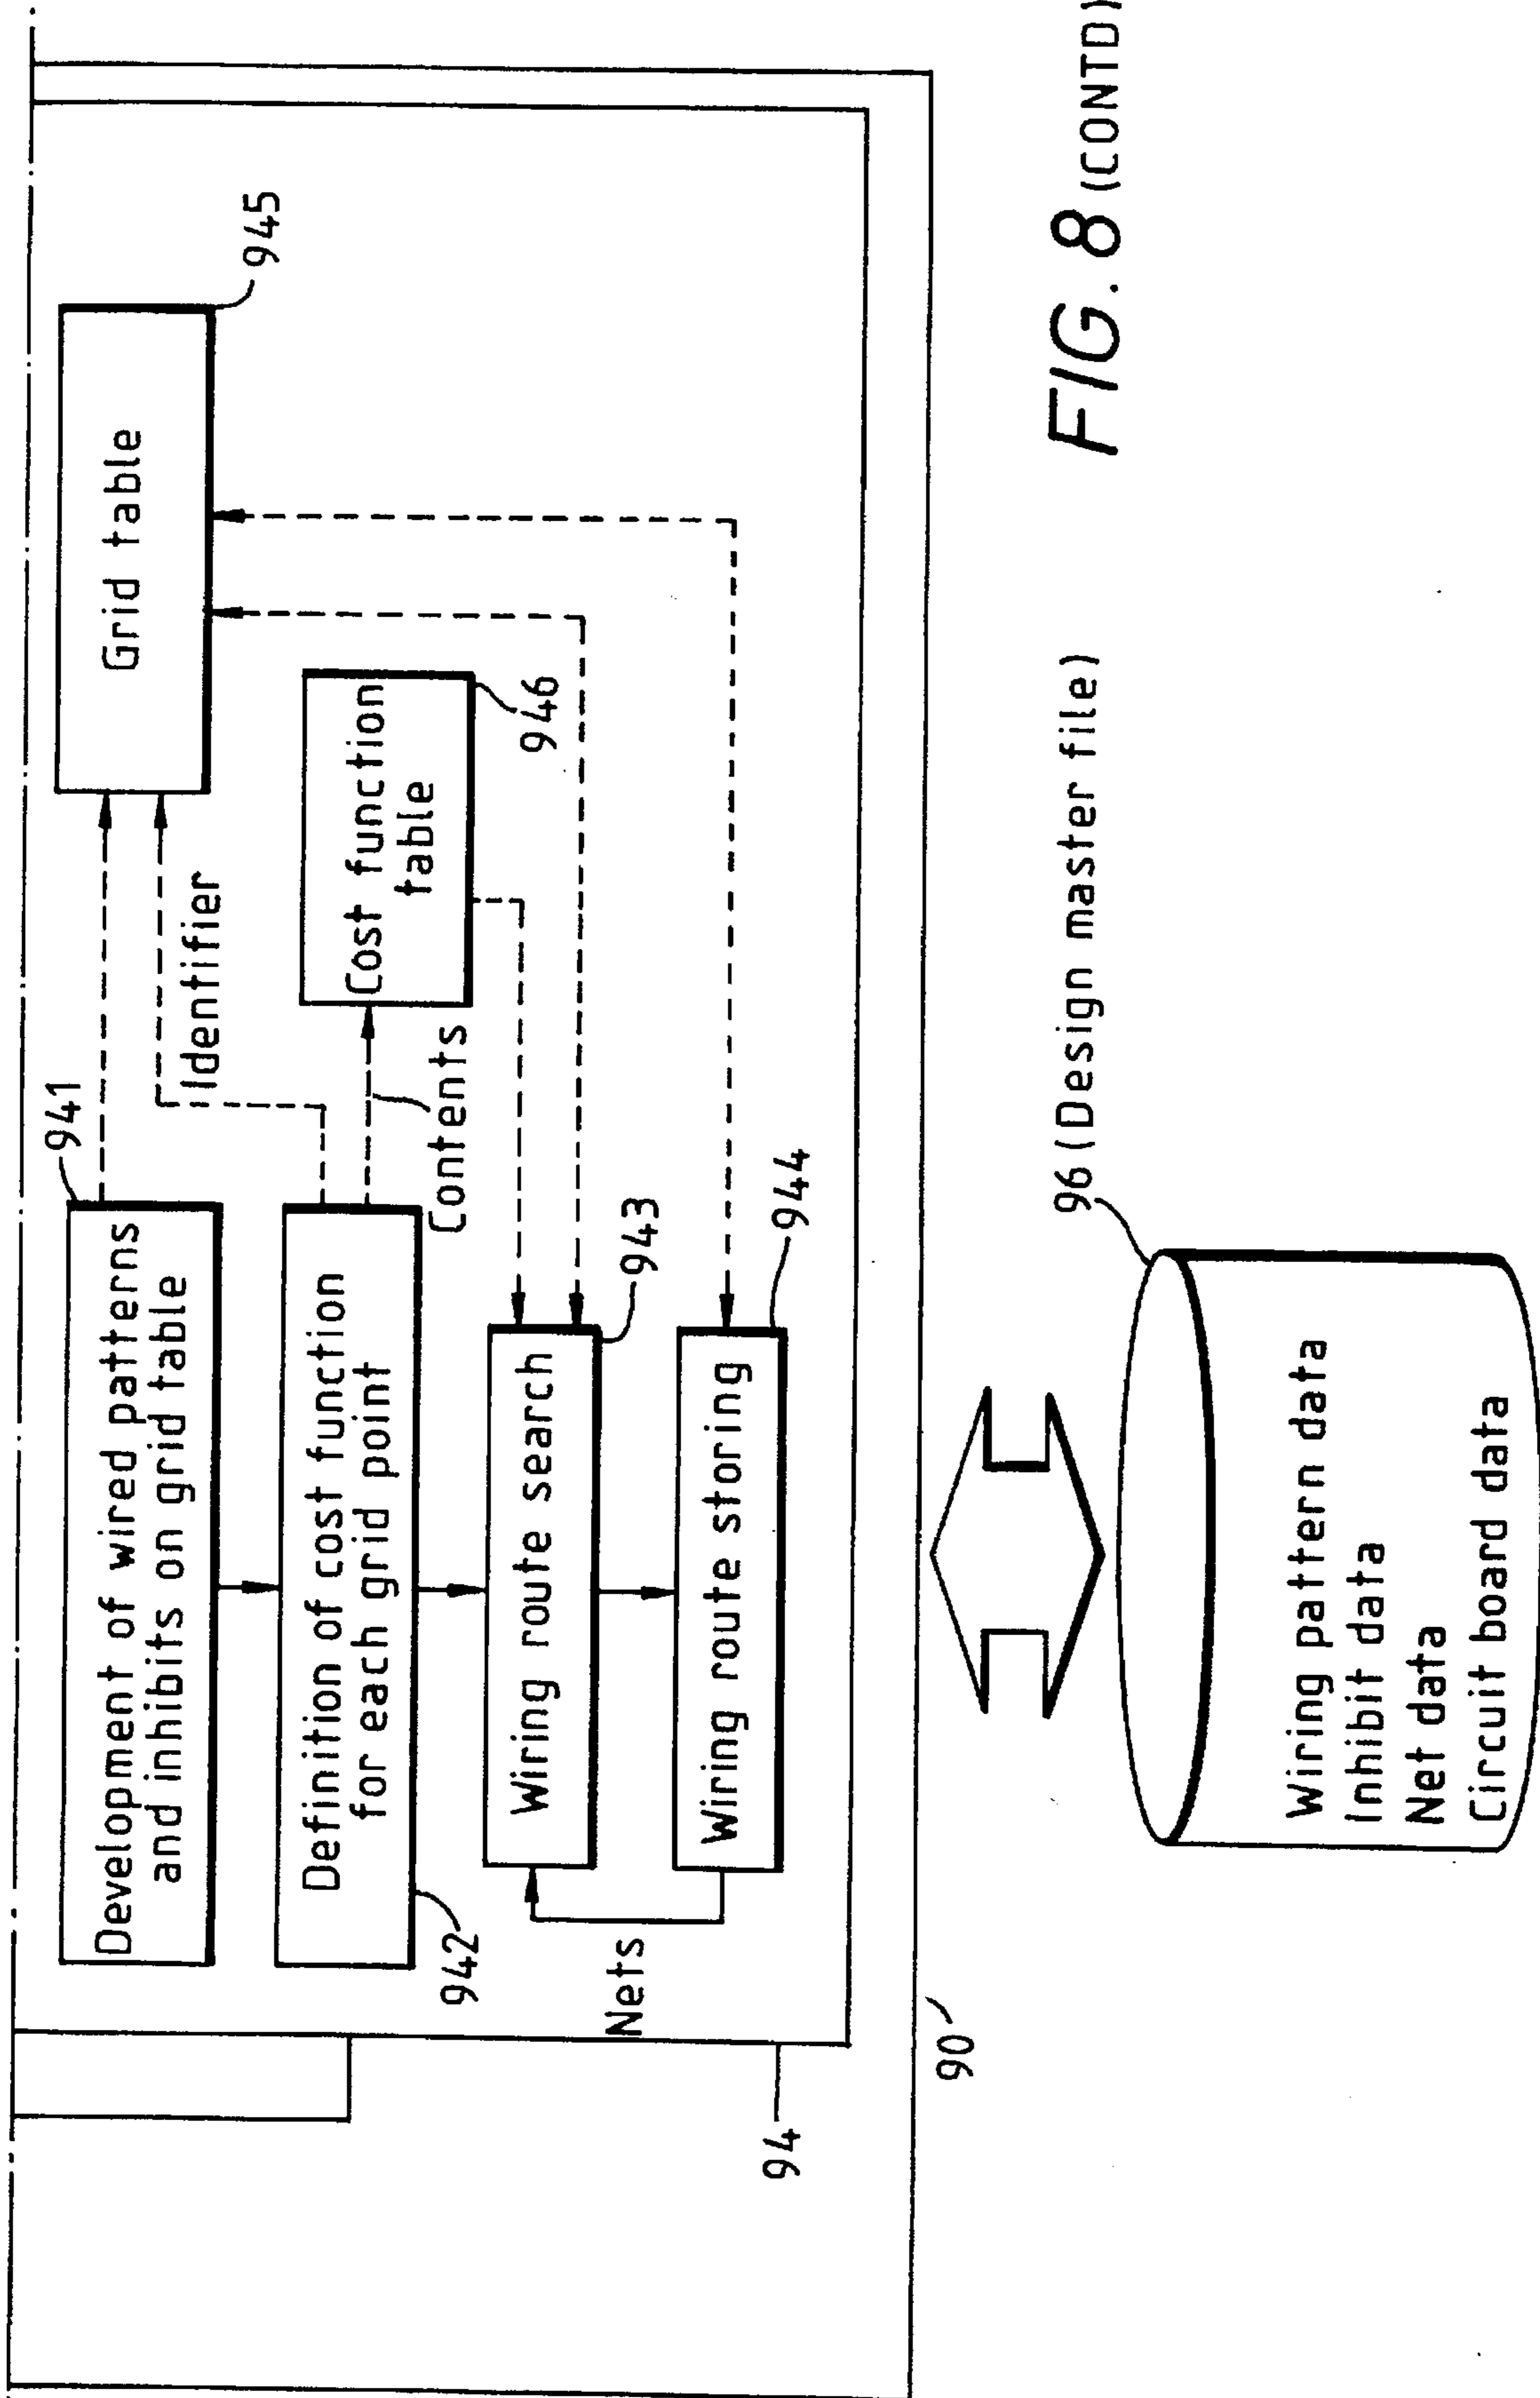 941
Development of wired patterns
and inhibits on grid table
Grid table
945
Identifier
Definition of cost function
for each grid point
942
Contents
Cost function
table
946
Wiring route search
943
Nets
Wiring route storing
944
94
90
96 (Design master file)
Wiring pattern data
Inhibit data
Net data
Circuit board data
FIG. 8 (CONTD)